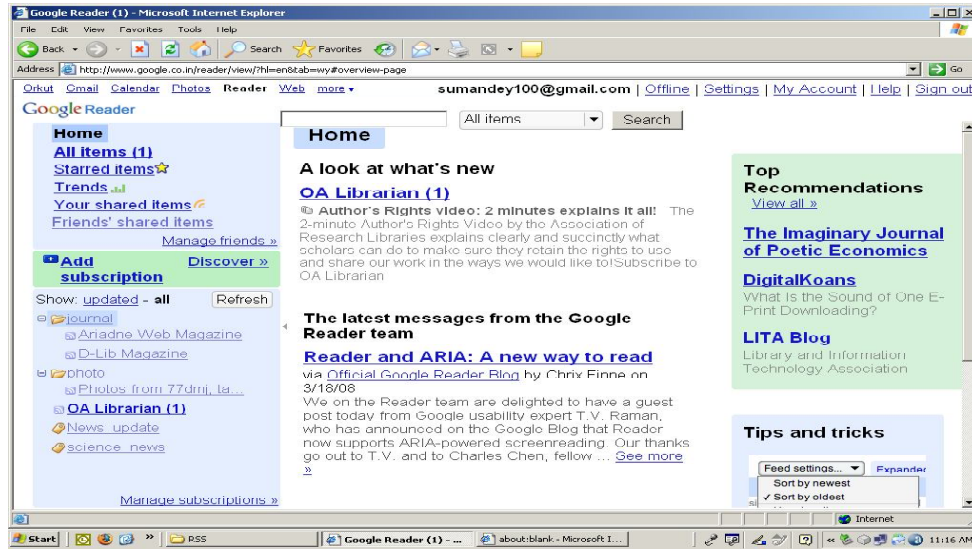 Google Reader (1) - Microsoft Internet Explorer
File Edit View Favorites Tools Help
Back Search Favorites
Address http://www.google.co.in/reader/view/?hl=en&tab=wy#overview-page Go
Orkut Gmail Calendar Photos Reader Web more sumandey100@gmail.com | Offline | Settings | My Account | Help | Sign out
Google Reader
All items Search
Home
All items (1)
Starred items
Trends
Your shared items
Friends' shared items
Manage friends »
Add subscription
Discover »
Show: updated - all Refresh
journal
Ariadne Web Magazine
D-Lib Magazine
photo
Photos from 77dmj, ta...
OA Librarian (1)
News update
science news
Manage subscriptions »
Home
A look at what's new
OA Librarian (1)
Author's Rights video: 2 minutes explains it all! The
2-minute Author's Rights Video by the Association of
Research Libraries explains clearly and succinctly what
scholars can do to make sure they retain the rights to use
and share our work in the ways we would like to!Subscribe to
OA Librarian
The latest messages from the Google
Reader team
Reader and ARIA: A new way to read
via Official Google Reader Blog by Chrix Finne on
3/18/08
We on the Reader team are delighted to have a guest
post today from Google usability expert T.V. Raman,
who has announced on the Google Blog that Reader
now supports ARIA-powered screenreading. Our thanks
go out to T.V. and to Charles Chen, fellow ... See more
»
Top
Recommendations
View all »
The Imaginary Journal
of Poetic Economics
DigitalKoans
What Is the Sound of One E-
Print Downloading?
LITA Blog
Library and Information
Technology Association
Tips and tricks
Feed settings... Expanded
Sort by newest
✓ Sort by oldest
Internet
Start » RSS Google Reader (1) - ... about:blank - Microsoft I... « 11:16 AM